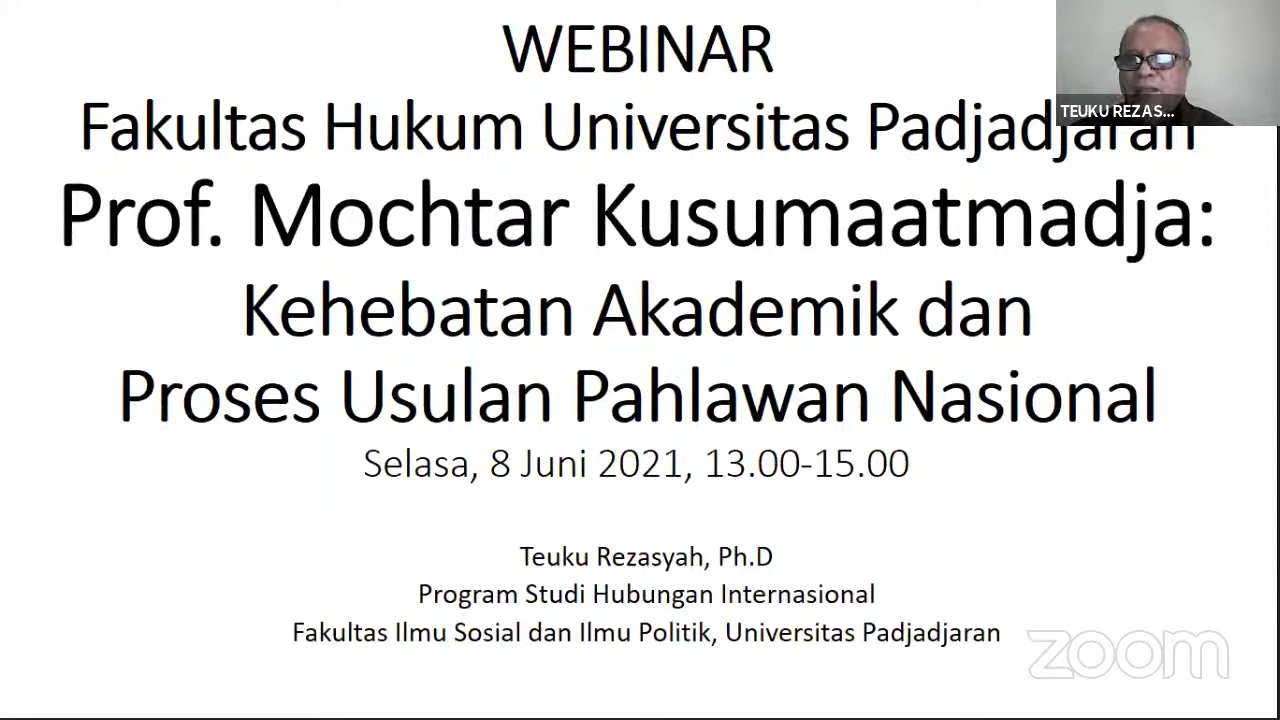 WEBINAR
Fakultas Hukum Universitas Padjadjaran
TEUKU REZAS...
Prof. Mochtar Kusumaatmadja:
Kehebatan Akademik dan
Proses Usulan Pahlawan Nasional
Selasa, 8 Juni 2021, 13.00-15.00
Teuku Rezasyah, Ph.D
Program Studi Hubungan Internasional
Fakultas Ilmu Sosial dan Ilmu Politik, Universitas Padjadjaran
zoom